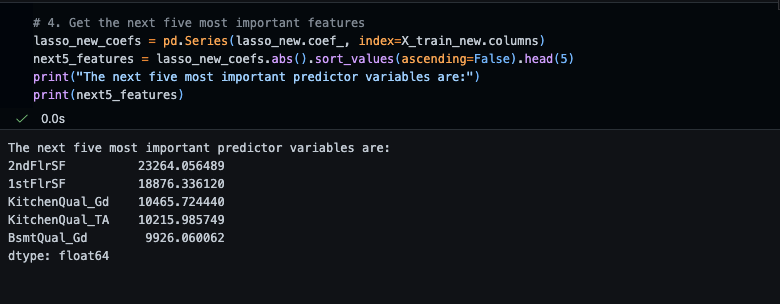 # 4. Get the next five most important features
lasso_new_coefs = pd.Series(lasso_new.coef_, index=X_train_new.columns)
next5_features = lasso_new_coefs.abs().sort_values(ascending=False).head(5)
print("The next five most important predictor variables are:")
print(next5_features)
0.0s
The next five most important predictor variables are:
2ndFlrSF 23264.056489
1stFlrSF 18876.336120
KitchenQual_Gd 10465.724440
KitchenQual_TA 10215.985749
BsmtQual_Gd 9926.060062
dtype: float64